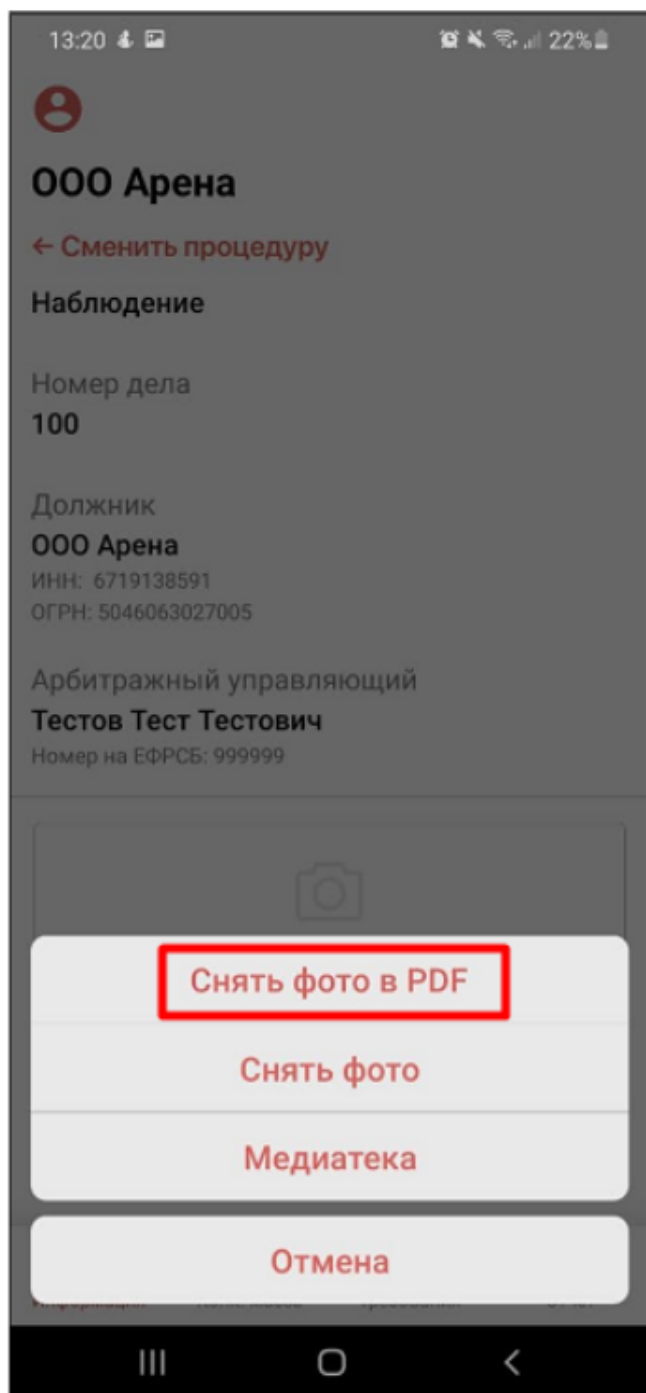 13:20
22%
ООО Арена
← Сменить процедуру
Наблюдение
Номер дела
100
Должник
ООО Арена
ИНН: 6719138591
ОГРН: 5046063027005
Арбитражный управляющий
Тестов Тест Тестович
Номер на ЕФРСБ: 999999
Снять фото в PDF
Снять фото
Медиатека
Отмена